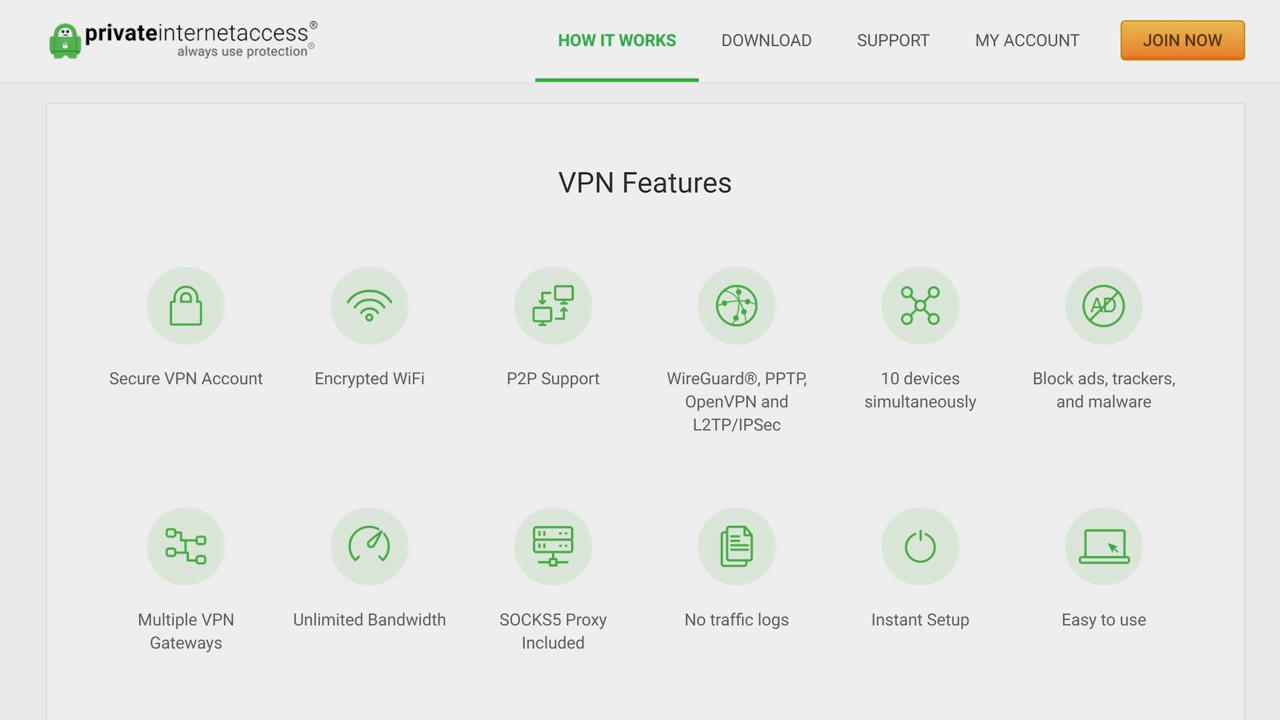 privateinternetaccess®
always use protection®
HOW IT WORKS
DOWNLOAD
SUPPORT
MY ACCOUNT
JOIN NOW
VPN Features
AD
Secure VPN Account
Encrypted WiFi
P2P Support
WireGuard®, PPTP,
OpenVPN and
L2TP/IPSec
10 devices
simultaneously
Block ads, trackers,
and malware
Multiple VPN
Gateways
Unlimited Bandwidth
SOCKS5 Proxy
Included
No traffic logs
Instant Setup
Easy to use